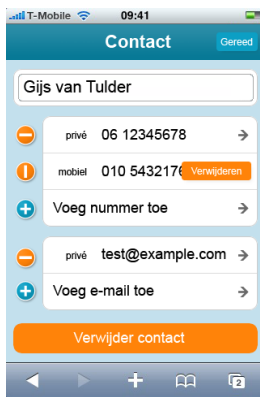 T-Mobile 09:41
Contact Gereed
Gijs van Tulder
privé 06 12345678
mobiel 010 5432176 Verwijderen
Voeg nummer toe
privé test@example.com
Voeg e-mail toe
Verwijder contact
2